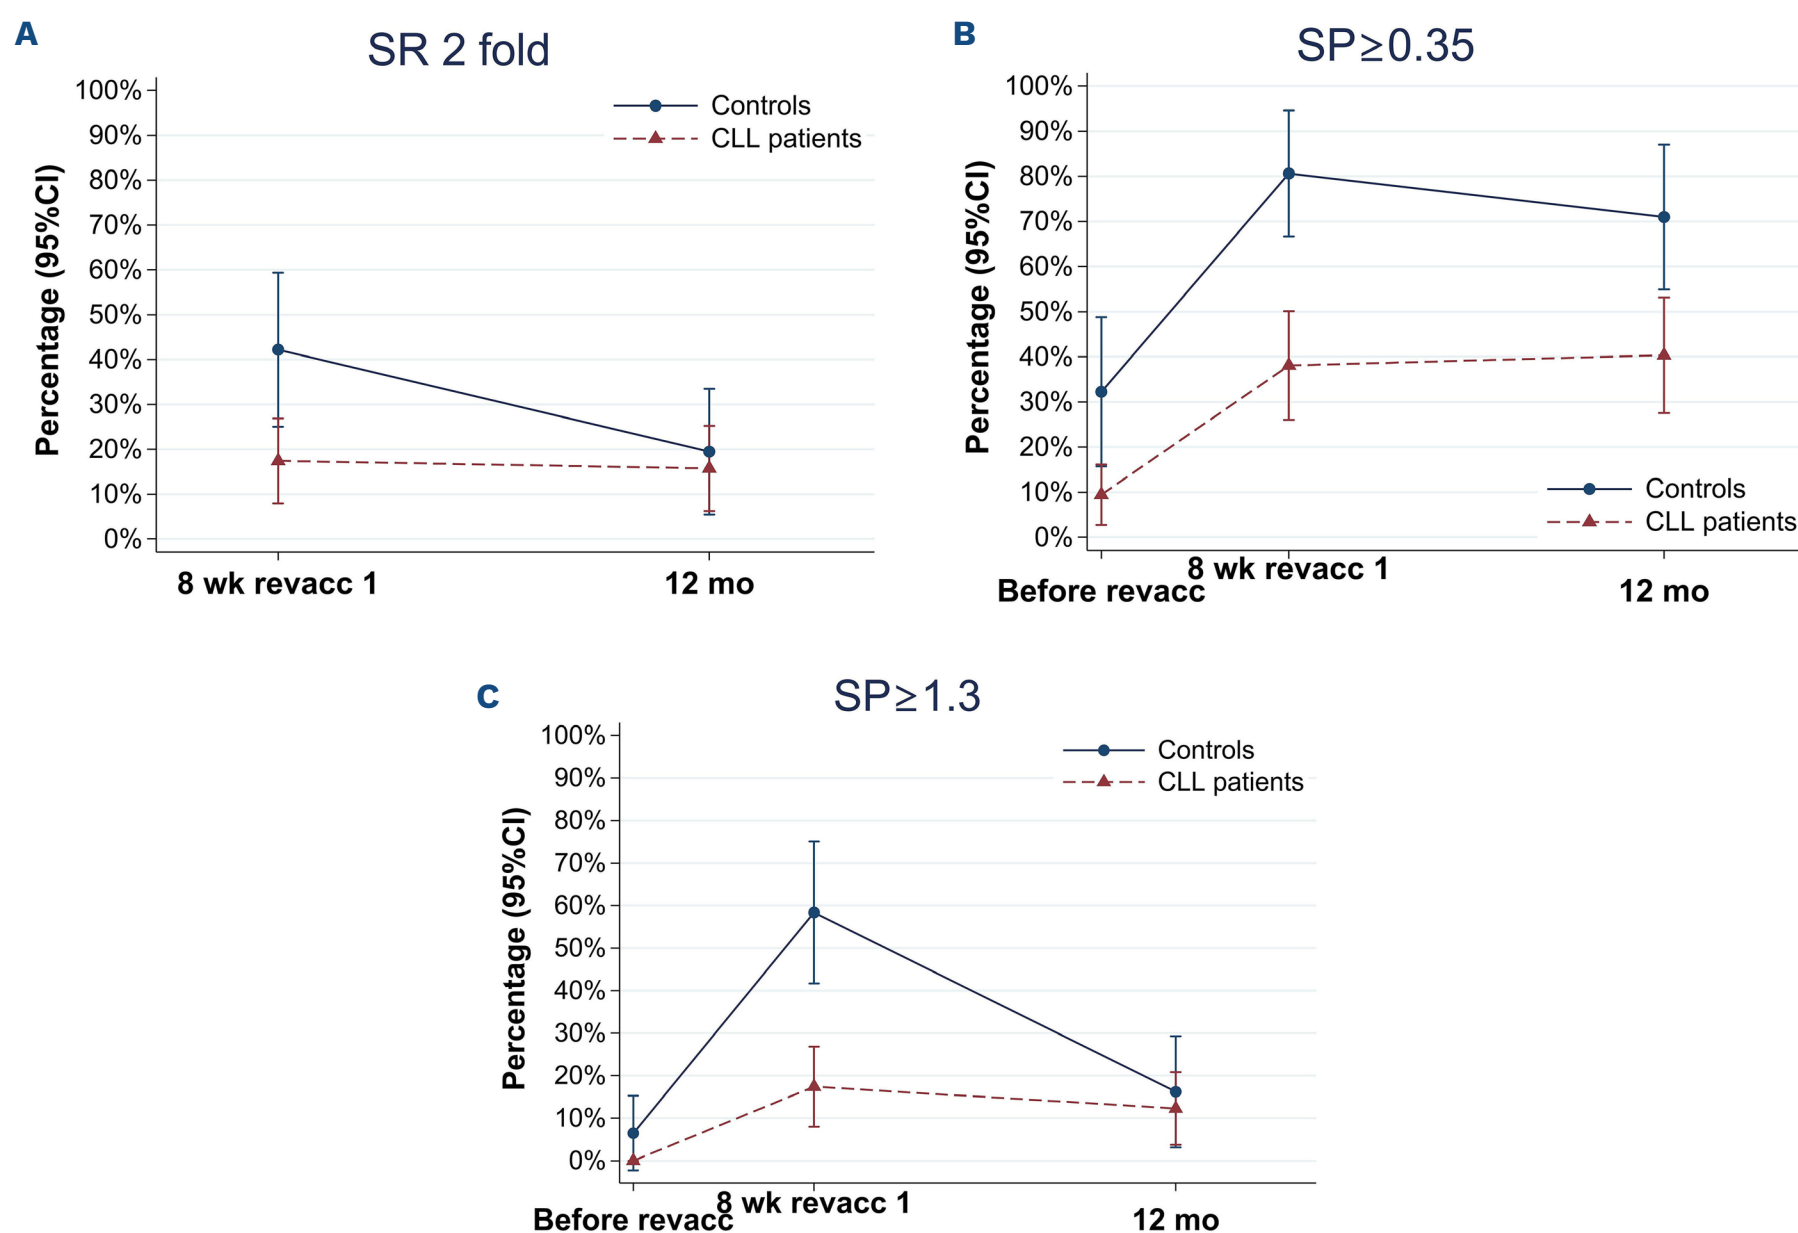 A
SR 2 fold
Percentage (95%CI)
100%
90%
80%
70%
60%
50%
40%
30%
20%
10%
0%
Controls
CLL patients
8 wk revacc 1
12 mo
B
SP≥0.35
Percentage (95%CI)
100%
90%
80%
70%
60%
50%
40%
30%
20%
10%
0%
Controls
CLL patients
Before revacc
8 wk revacc 1
12 mo
C
SP≥1.3
Percentage (95%CI)
100%
90%
80%
70%
60%
50%
40%
30%
20%
10%
0%
Controls
CLL patients
Before revacc
8 wk revacc 1
12 mo